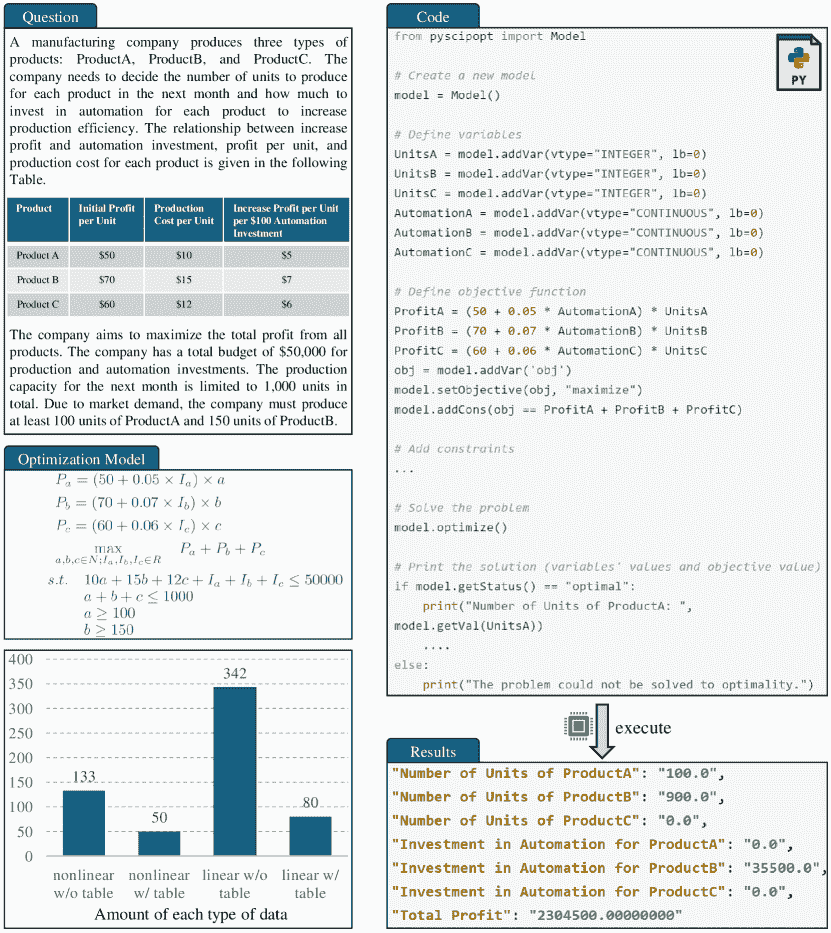 Question
A manufacturing company produces three types of
products: ProductA, ProductB, and ProductC. The
company needs to decide the number of units to produce
for each product in the next month and how much to
invest in automation for each product to increase
production efficiency. The relationship between increase
profit and automation investment, profit per unit, and
production cost for each product is given in the following
Table.
Product | Initial Profit per Unit | Production Cost per Unit | Increase Profit per Unit per $100 Automation Investment
Product A | $50 | $10 | $5
Product B | $70 | $15 | $7
Product C | $60 | $12 | $6
The company aims to maximize the total profit from all
products. The company has a total budget of $50,000 for
production and automation investments. The production
capacity for the next month is limited to 1,000 units in
total. Due to market demand, the company must produce
at least 100 units of ProductA and 150 units of ProductB.
Optimization Model
P_a = (50 + 0.05 × I_a) × a
P_b = (70 + 0.07 × I_b) × b
P_c = (60 + 0.06 × I_c) × c
max P_a + P_b + P_c
a,b,c∈N;I_a,I_b,I_c∈R
s.t. 10a + 15b + 12c + I_a + I_b + I_c ≤ 50000
a + b + c ≤ 1000
a ≥ 100
b ≥ 150
400
350
300
250
200
150
100
50
0
133
50
342
80
nonlinear w/o table
nonlinear w/ table
linear w/o table
linear w/ table
Amount of each type of data
Code
PY
from pyscipopt import Model
# Create a new model
model = Model()
# Define variables
UnitsA = model.addVar(vtype="INTEGER", lb=0)
UnitsB = model.addVar(vtype="INTEGER", lb=0)
UnitsC = model.addVar(vtype="INTEGER", lb=0)
AutomationA = model.addVar(vtype="CONTINUOUS", lb=0)
AutomationB = model.addVar(vtype="CONTINUOUS", lb=0)
AutomationC = model.addVar(vtype="CONTINUOUS", lb=0)
# Define objective function
ProfitA = (50 + 0.05 * AutomationA) * UnitsA
ProfitB = (70 + 0.07 * AutomationB) * UnitsB
ProfitC = (60 + 0.06 * AutomationC) * UnitsC
obj = model.addVar('obj')
model.setObjective(obj, "maximize")
model.addCons(obj == ProfitA + ProfitB + ProfitC)
# Add constraints
...
# Solve the problem
model.optimize()
# Print the solution (variables' values and objective value)
if model.getStatus() == "optimal":
    print("Number of Units of ProductA: ",
model.getVal(UnitsA))
    ....
else:
    print("The problem could not be solved to optimality.")
execute
Results
"Number of Units of ProductA": "100.0",
"Number of Units of ProductB": "900.0",
"Number of Units of ProductC": "0.0",
"Investment in Automation for ProductA": "0.0",
"Investment in Automation for ProductB": "35500.0",
"Investment in Automation for ProductC": "0.0",
"Total Profit": "2304500.00000000"